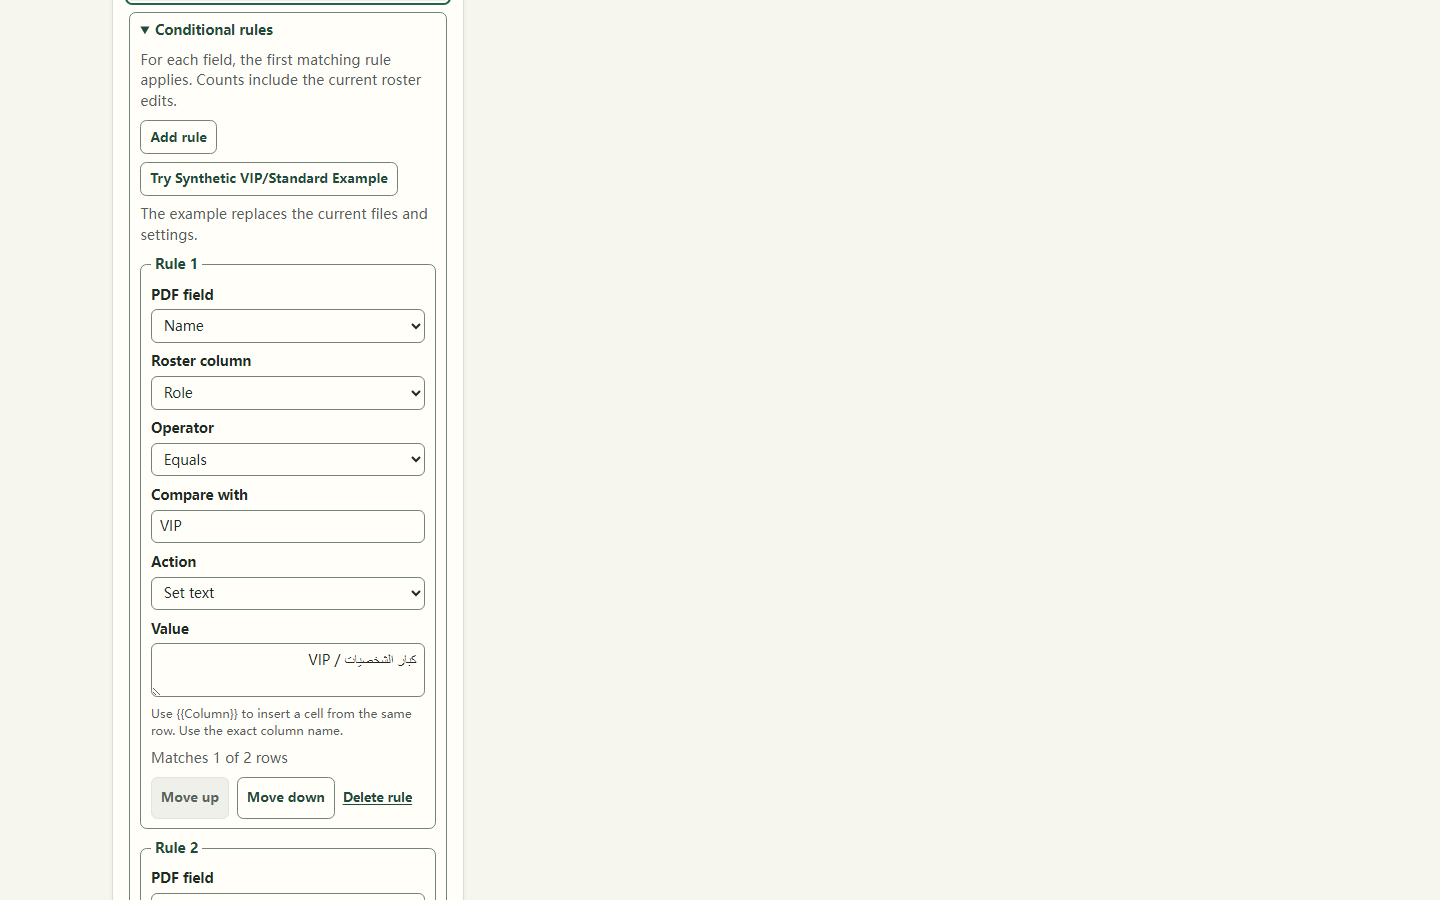 ▼ Conditional rules
For each field, the first matching rule
applies. Counts include the current roster
edits.
Add rule
Try Synthetic VIP/Standard Example
The example replaces the current files and
settings.
Rule 1
PDF field
Name
Roster column
Role
Operator
Equals
Compare with
VIP
Action
Set text
Value
كبار الشخصيات / VIP
Use {{Column}} to insert a cell from the same
row. Use the exact column name.
Matches 1 of 2 rows
Move up
Move down
Delete rule
Rule 2
PDF field